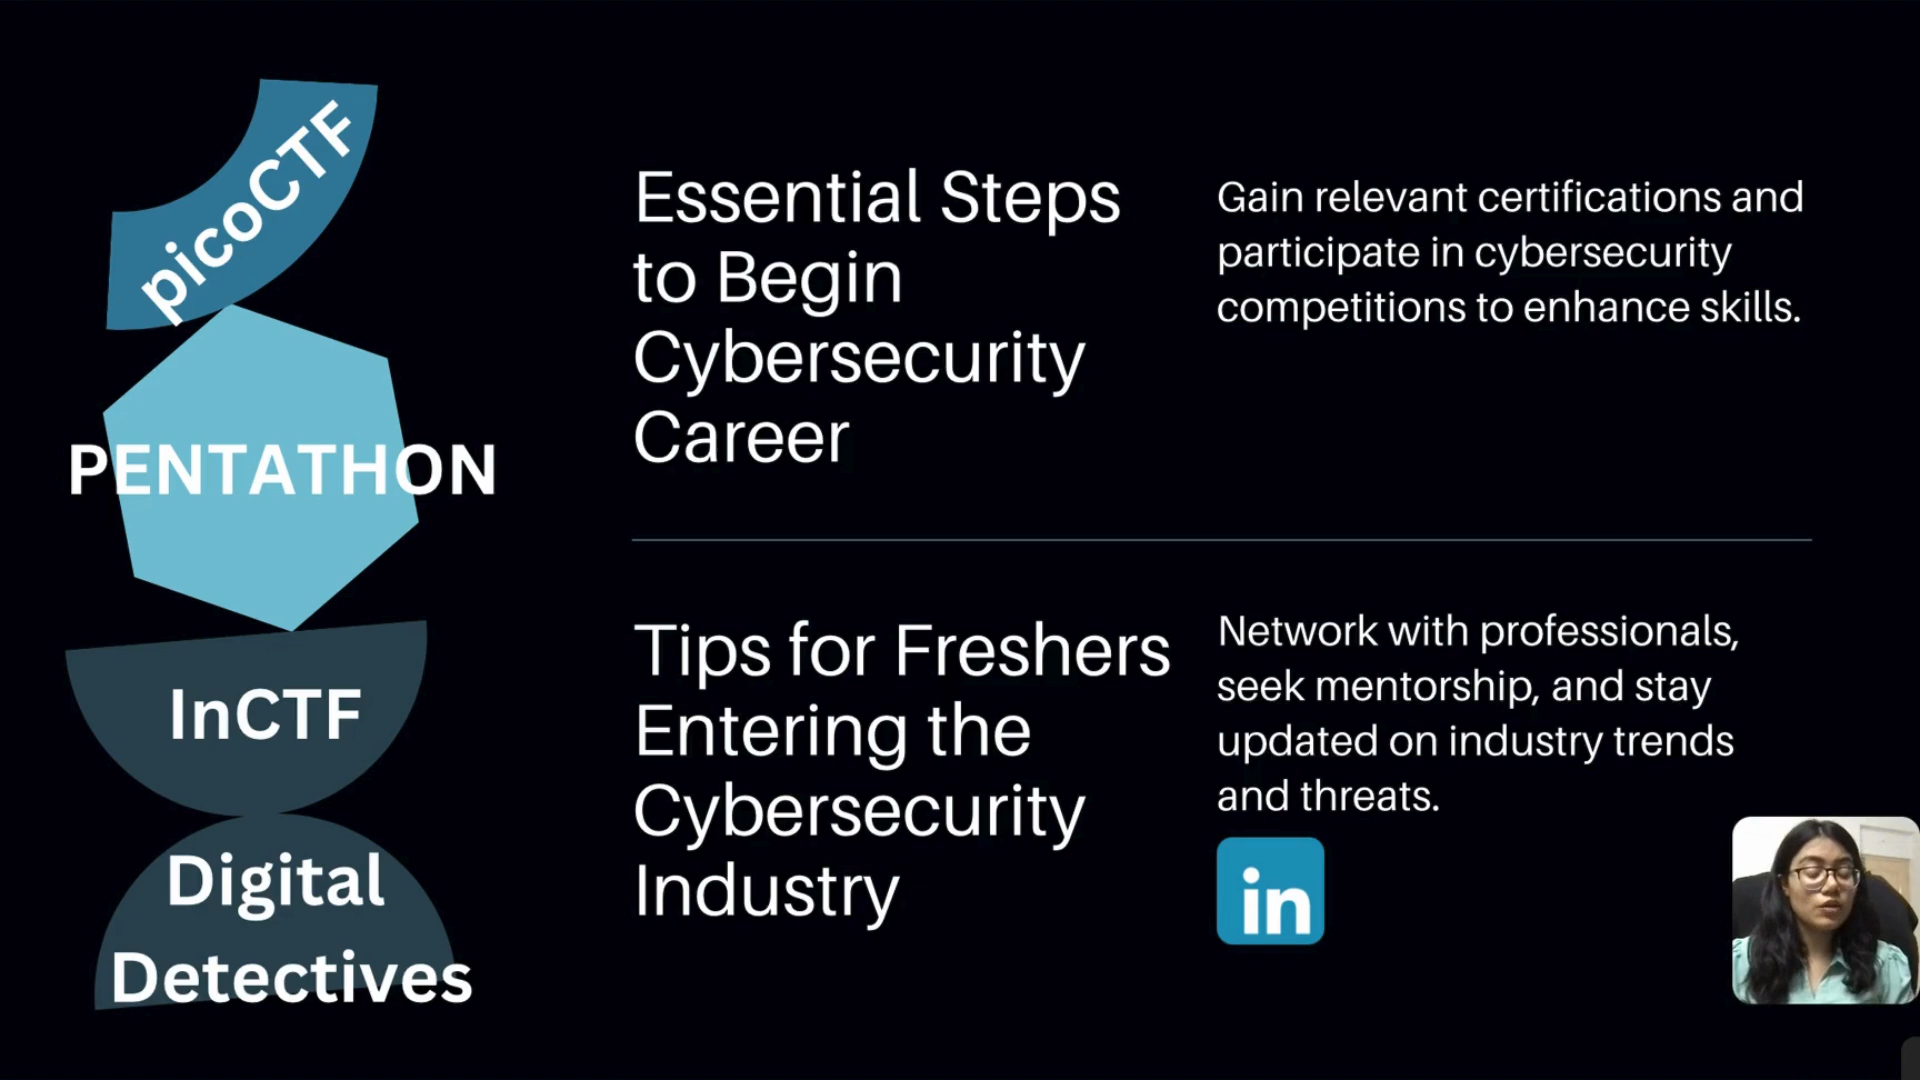 picoCTF
PENTATHON
InCTF
Digital
Detectives
Essential Steps
to Begin
Cybersecurity
Career
Gain relevant certifications and
participate in cybersecurity
competitions to enhance skills.
Tips for Freshers
Entering the
Cybersecurity
Industry
Network with professionals,
seek mentorship, and stay
updated on industry trends
and threats.
in